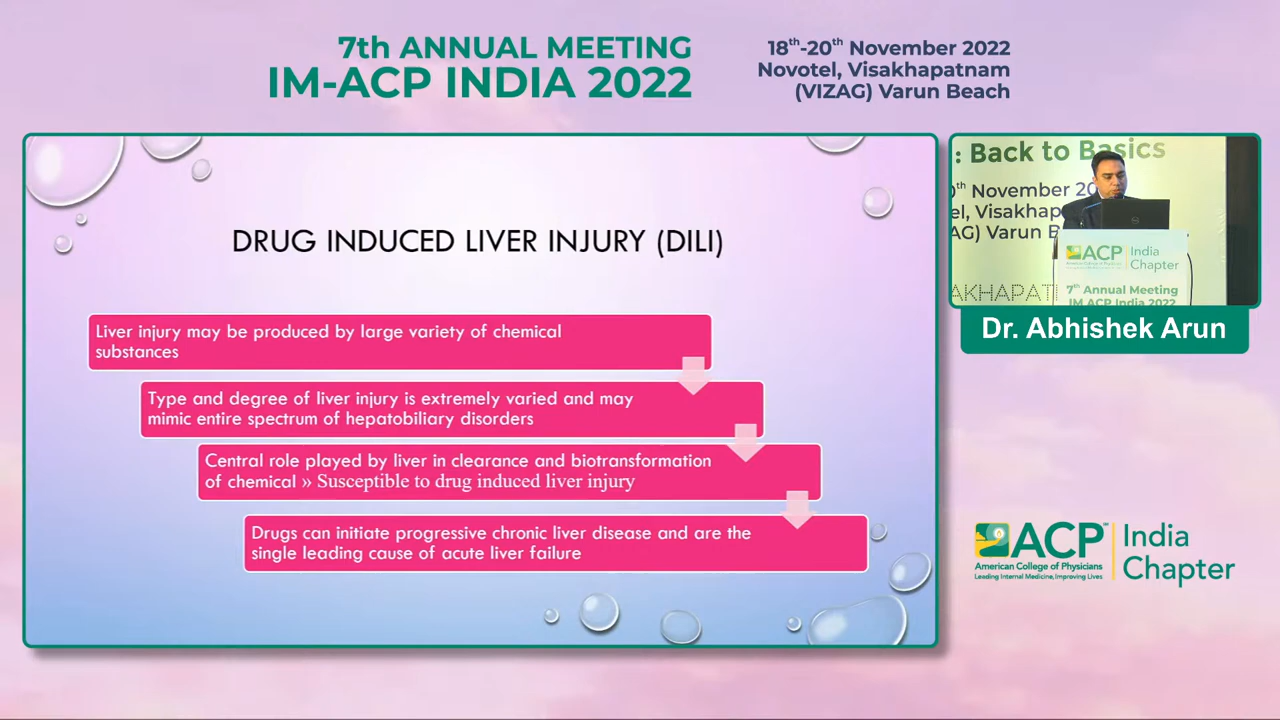 7th ANNUAL MEETING
IM-ACP INDIA 2022
18th-20th November 2022
Novotel, Visakhapatnam
(VIZAG) Varun Beach
DRUG INDUCED LIVER INJURY (DILI)
Liver injury may be produced by large variety of chemical
substances
Type and degree of liver injury is extremely varied and may
mimic entire spectrum of hepatobiliary disorders
Central role played by liver in clearance and biotransformation
of chemical » Susceptible to drug induced liver injury
Drugs can initiate progressive chronic liver disease and are the
single leading cause of acute liver failure
: Back to Basics
th November 20
el, Visakhap
AG) Varun B
AKHAPAT
ACP India
Chapter
7th Annual Meeting
IM ACP India 2022
Dr. Abhishek Arun
ACP™ India
American College of Physicians Chapter
Leading Internal Medicine, Improving Lives